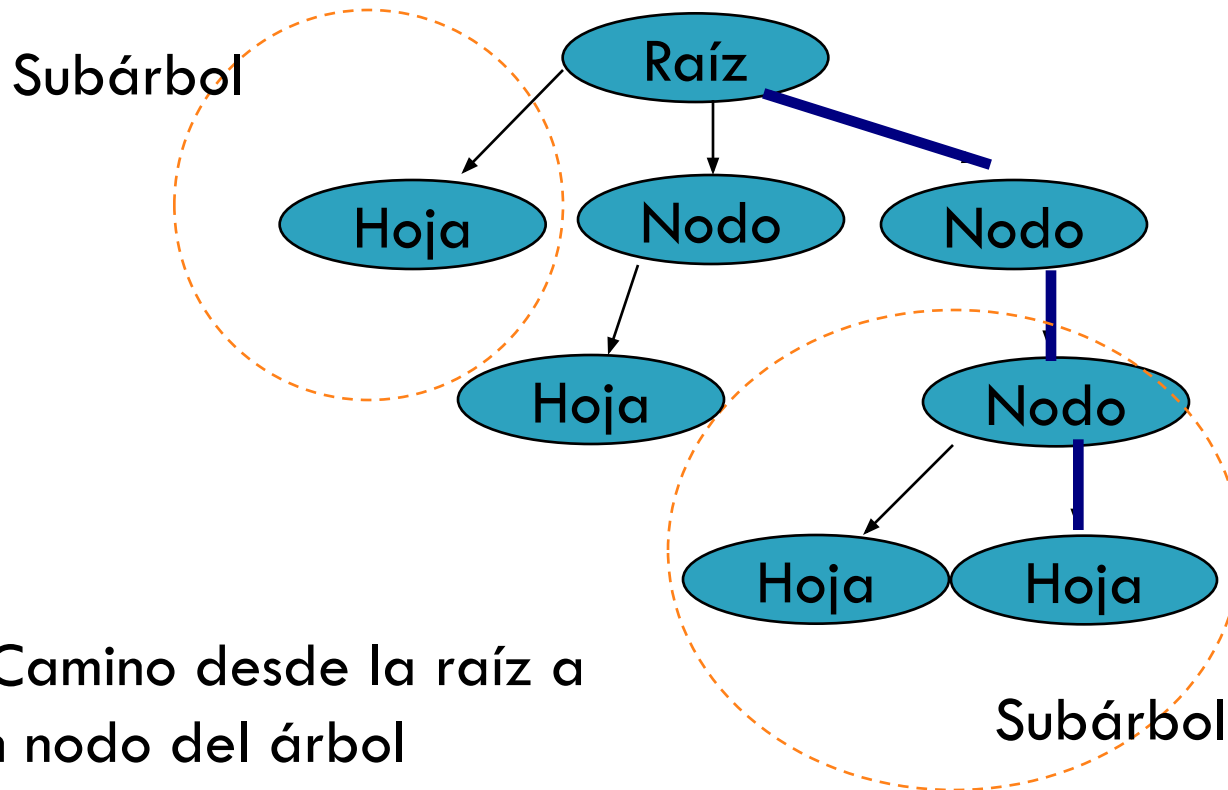 Raíz
Subárbol
Hoja
Nodo
Nodo
Hoja
Nodo
Hoja
Hoja
Camino desde la raíz a
nodo del árbol
Subárbol